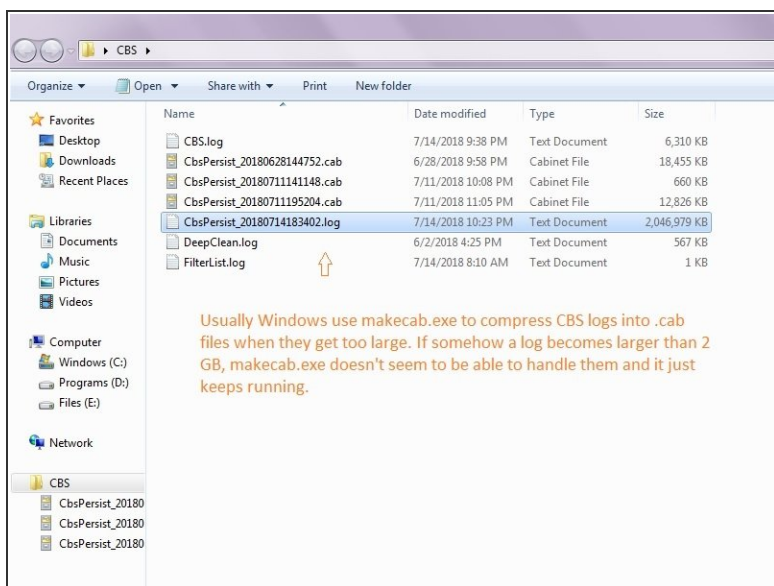 CBS
Organize Open Share with Print New folder
Name Date modified Type Size
Favorites
Desktop
Downloads
Recent Places
Libraries
Documents
Music
Pictures
Videos
Computer
Windows (C:)
Programs (D:)
Files (E:)
Network
CBS
CbsPersist_20180
CbsPersist_20180
CbsPersist_20180
CBS.log 7/14/2018 9:38 PM Text Document 6,310 KB
CbsPersist_20180628144752.cab 6/28/2018 9:58 PM Cabinet File 18,455 KB
CbsPersist_20180711141148.cab 7/11/2018 10:08 PM Cabinet File 660 KB
CbsPersist_20180711195204.cab 7/11/2018 11:05 PM Cabinet File 12,826 KB
CbsPersist_20180714183402.log 7/14/2018 10:23 PM Text Document 2,046,979 KB
DeepClean.log 6/2/2018 4:25 PM Text Document 567 KB
FilterList.log 7/14/2018 8:10 AM Text Document 1 KB
Usually Windows use makecab.exe to compress CBS logs into .cab
files when they get too large. If somehow a log becomes larger than 2
GB, makecab.exe doesn't seem to be able to handle them and it just
keeps running.